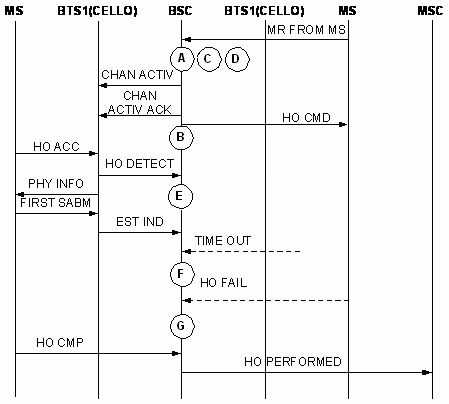 MS BTS1(CELLO) BSC BTS1(CELLO) MS MSC
MR FROM MS
A C D
CHAN ACTIV
CHAN
ACTIV ACK
HO CMD
B
HO ACC
HO DETECT
PHY INFO
E
FIRST SABM
EST IND
TIME OUT
F
HO FAIL
G
HO CMP
HO PERFORMED